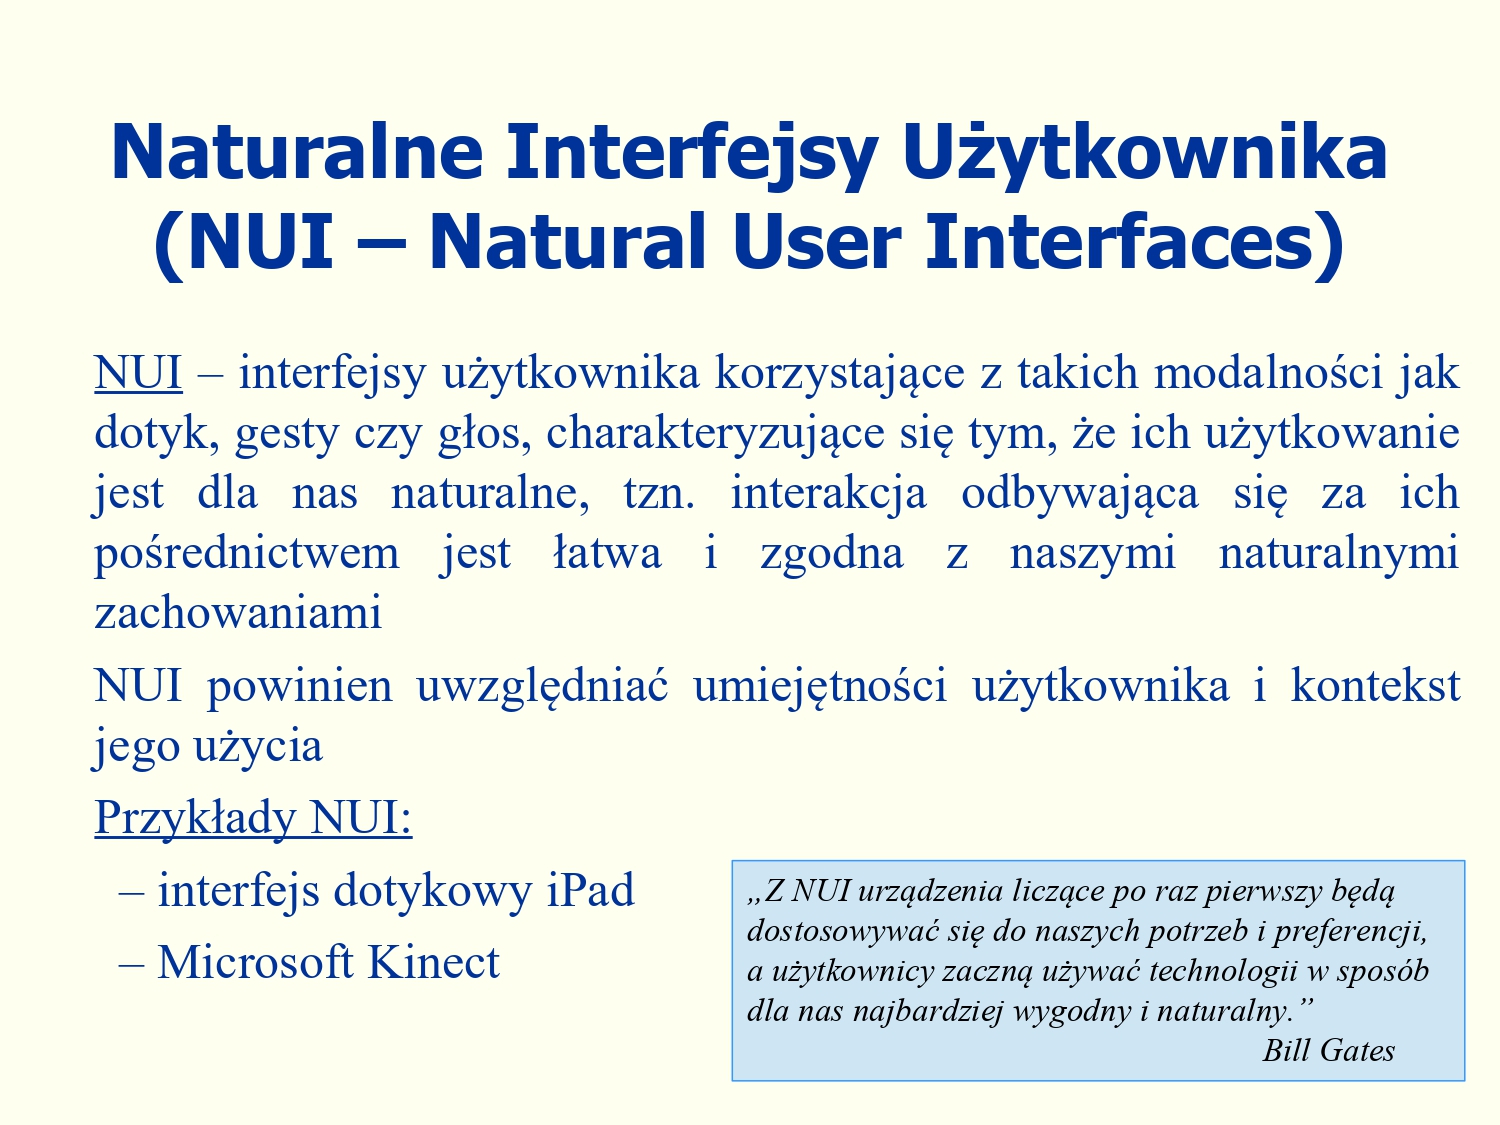 Naturalne Interfejsy Użytkownika
(NUI – Natural User Interfaces)
NUI – interfejsy użytkownika korzystające z takich modalności jak
dotyk, gesty czy głos, charakteryzujące się tym, że ich użytkowanie
jest dla nas naturalne, tzn. interakcja odbywająca się za ich
pośrednictwem jest łatwa i zgodna z naszymi naturalnymi
zachowaniami
NUI powinien uwzględniać umiejętności użytkownika i kontekst
jego użycia
Przykłady NUI:
– interfejs dotykowy iPad
– Microsoft Kinect
„Z NUI urządzenia liczące po raz pierwszy będą
dostosowywać się do naszych potrzeb i preferencji,
a użytkownicy zaczną używać technologii w sposób
dla nas najbardziej wygodny i naturalny.”
Bill Gates